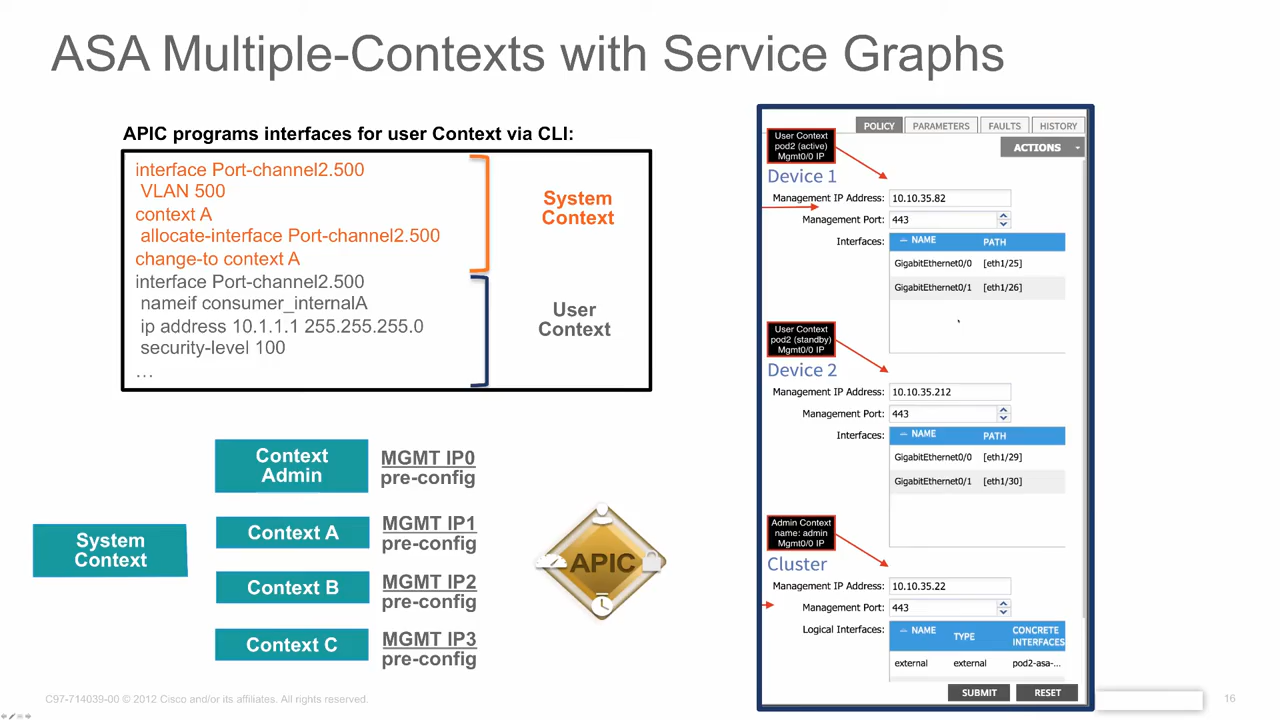 ASA Multiple-Contexts with Service Graphs
APIC programs interfaces for user Context via CLI:
interface Port-channel2.500
VLAN 500
context A
allocate-interface Port-channel2.500
change-to context A
System
Context
interface Port-channel2.500
nameif consumer_internalA
ip address 10.1.1.1 255.255.255.0
security-level 100
…
User
Context
System
Context
Context
Admin
MGMT IP0
pre-config
Context A
MGMT IP1
pre-config
Context B
MGMT IP2
pre-config
Context C
MGMT IP3
pre-config
APIC
POLICY PARAMETERS FAULTS HISTORY
ACTIONS
User Context
pod2 (active)
Mgmt0/0 IP
Device 1
Management IP Address: 10.10.35.82
Management Port: 443
Interfaces: NAME PATH
GigabitEthernet0/0 [eth1/25]
GigabitEthernet0/1 [eth1/26]
User Context
pod2 (standby)
Mgmt0/0 IP
Device 2
Management IP Address: 10.10.35.212
Management Port: 443
Interfaces: NAME PATH
GigabitEthernet0/0 [eth1/29]
GigabitEthernet0/1 [eth1/30]
Admin Context
name: admin
Mgmt0/0 IP
Cluster
Management IP Address: 10.10.35.22
Management Port: 443
Logical Interfaces: NAME TYPE CONCRETE
INTERFACES
external external pod2-asa-...
SUBMIT RESET
C97-714039-00 © 2012 Cisco and/or its affiliates. All rights reserved.
16